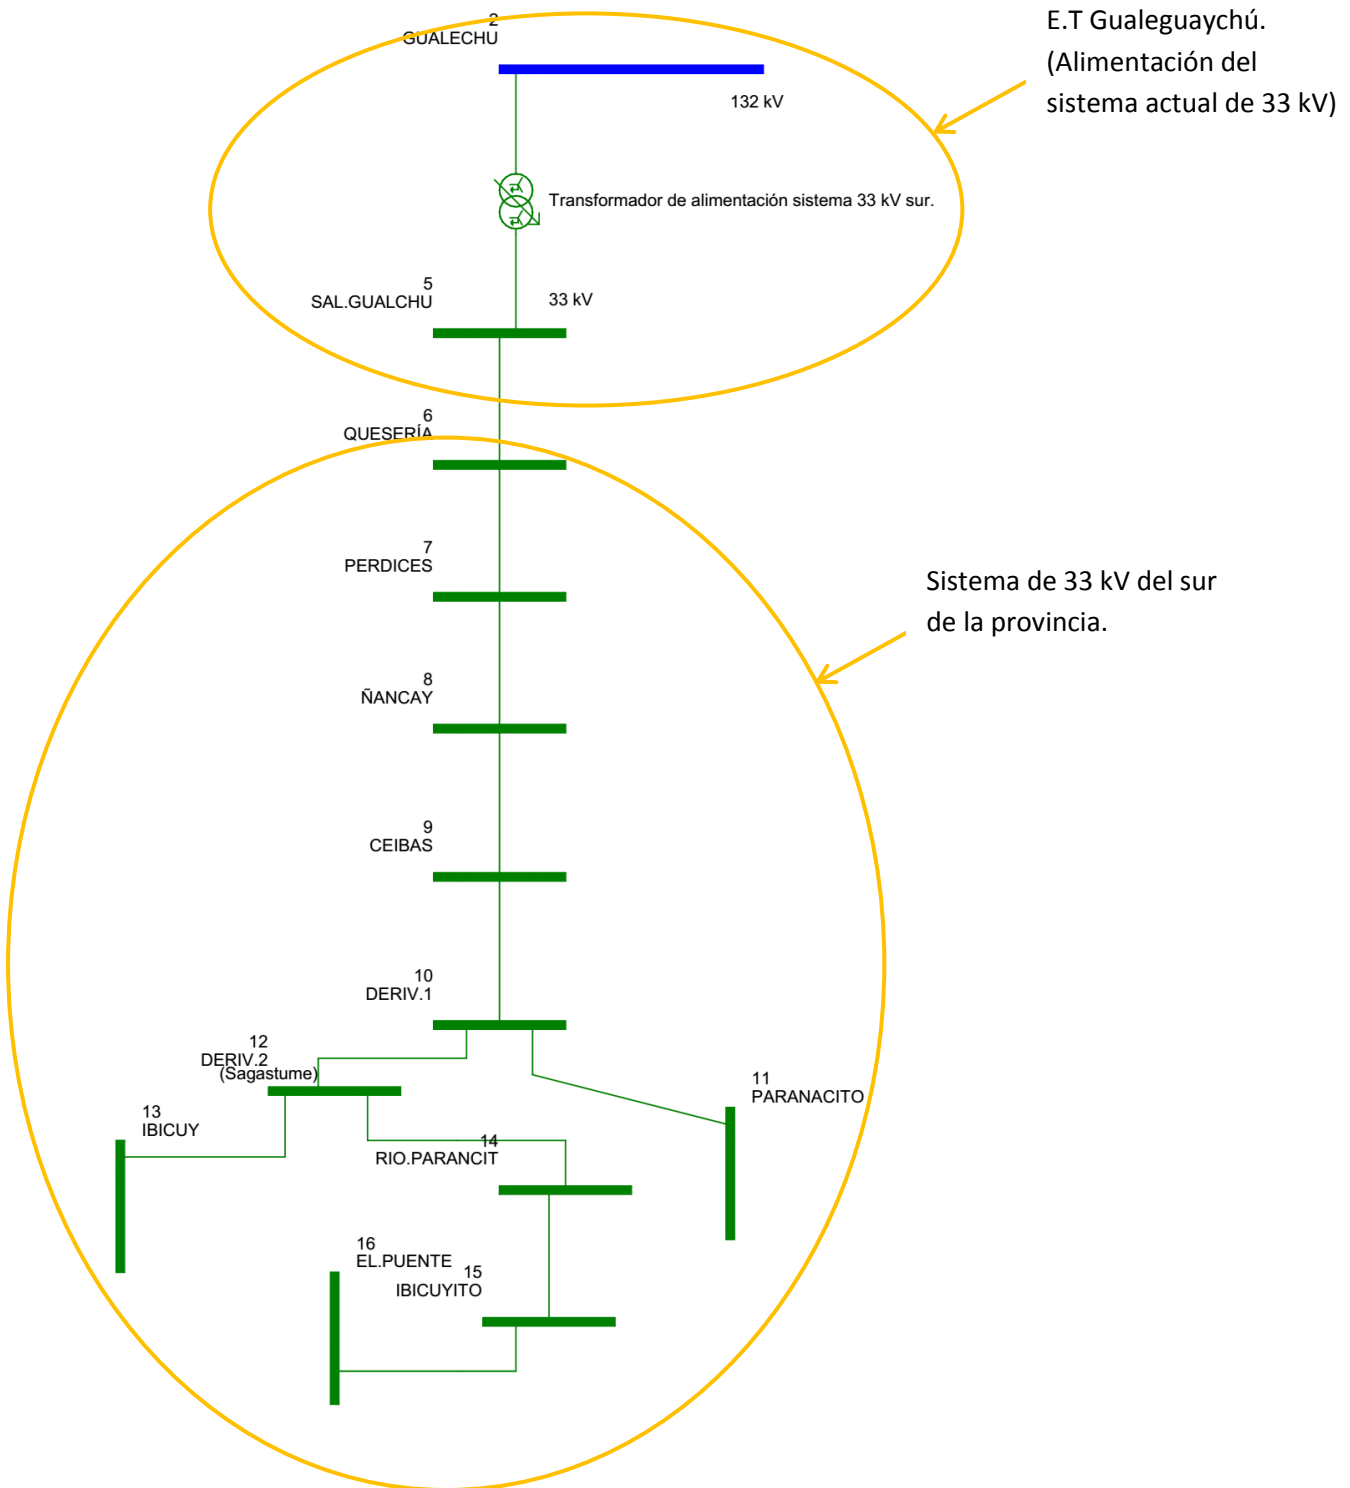 2
GUALECHU
132 kV
E.T Gualeguaychú.
(Alimentación del
sistema actual de 33 kV)
Transformador de alimentación sistema 33 kV sur.
5
SAL.GUALCHU
33 kV
6
QUESERÍA
7
PERDICES
Sistema de 33 kV del sur
de la provincia.
8
ÑANCAY
9
CEIBAS
10
DERIV.1
12
DERIV.2
(Sagastume)
11
PARANACITO
13
IBICUY
14
RIO.PARANCIT
16
EL.PUENTE
15
IBICUYITO